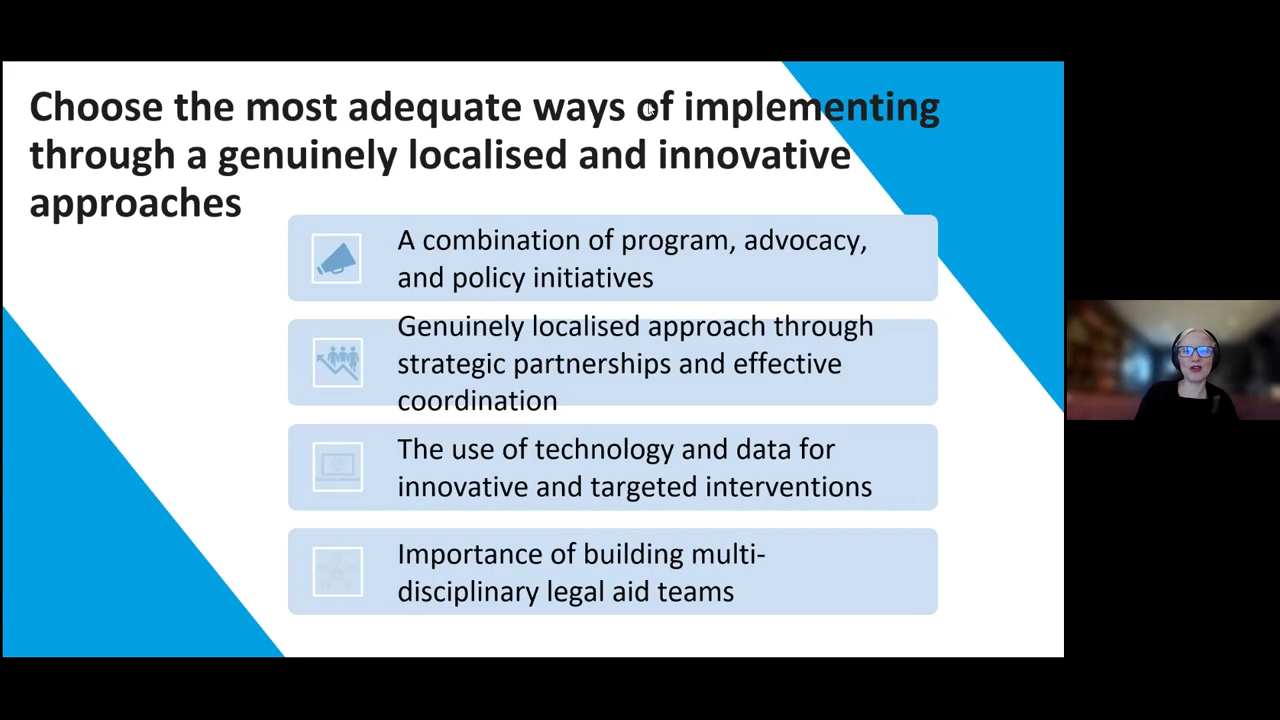 Choose the most adequate ways of implementing
through a genuinely localised and innovative
approaches
A combination of program, advocacy,
and policy initiatives
Genuinely localised approach through
strategic partnerships and effective
coordination
The use of technology and data for
innovative and targeted interventions
Importance of building multi-
disciplinary legal aid teams